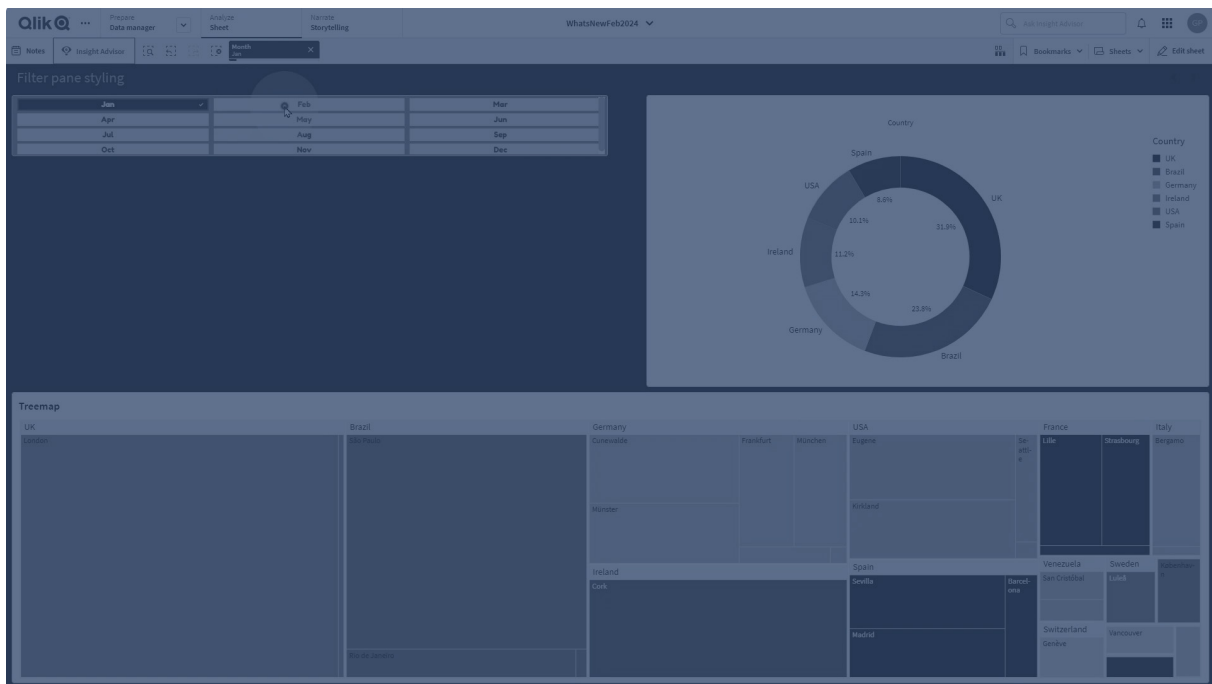 Qlik
Prepare
Data manager
Analyze
Sheet
Narrate
Storytelling
WhatsNewFeb2024
Ask Insight Advisor
Notes
Insight Advisor
Month
Jan
Bookmarks
Sheets
Edit sheet
Filter pane styling
Jan Feb Mar
Apr May Jun
Jul Aug Sep
Oct Nov Dec
Country
Spain
USA
UK
Ireland
Germany
Brazil
8.6%
10.1%
11.2%
14.3%
23.8%
Country
UK
Brazil
Germany
Ireland
USA
Spain
Treemap
UK
London
Brazil
São Paulo
Rio de Janeiro
Germany
Cunewalde
Frankfurt
München
Münster
Ireland
Cork
USA
Eugene
Se-
attl-
e
Kirkland
Spain
Sevilla
Barcel-
ona
Madrid
France
Lille
Strasbourg
Italy
Bergamo
Venezuela
San Cristóbal
Sweden
Luleå
Switzerland
Genève
Vancouver